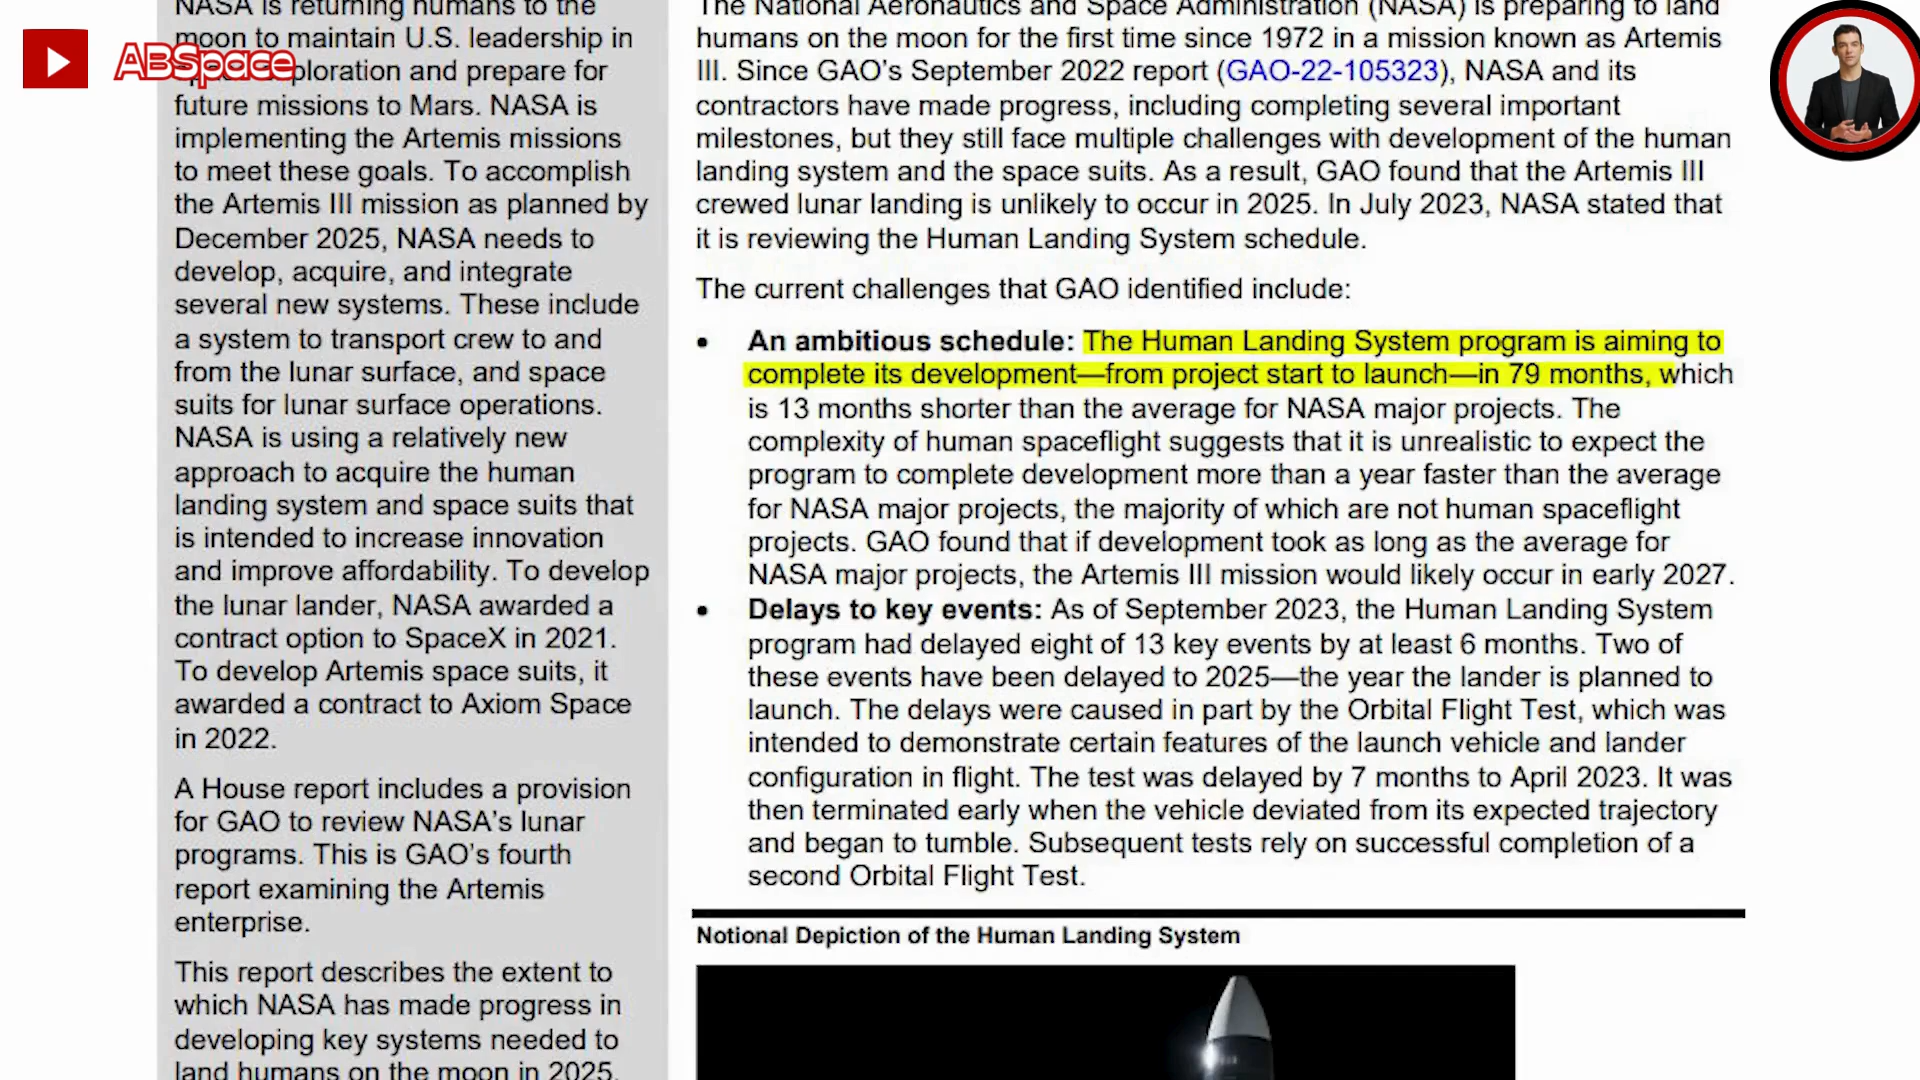 ABSpace
NASA is returning humans to the
moon to maintain U.S. leadership in
ploration and prepare for
future missions to Mars. NASA is
implementing the Artemis missions
to meet these goals. To accomplish
the Artemis III mission as planned by
December 2025, NASA needs to
develop, acquire, and integrate
several new systems. These include
a system to transport crew to and
from the lunar surface, and space
suits for lunar surface operations.
NASA is using a relatively new
approach to acquire the human
landing system and space suits that
is intended to increase innovation
and improve affordability. To develop
the lunar lander, NASA awarded a
contract option to SpaceX in 2021.
To develop Artemis space suits, it
awarded a contract to Axiom Space
in 2022.
A House report includes a provision
for GAO to review NASA’s lunar
programs. This is GAO’s fourth
report examining the Artemis
enterprise.
This report describes the extent to
which NASA has made progress in
developing key systems needed to
land humans on the moon in 2025.
The National Aeronautics and Space Administration (NASA) is preparing to land
humans on the moon for the first time since 1972 in a mission known as Artemis
III. Since GAO’s September 2022 report (GAO-22-105323), NASA and its
contractors have made progress, including completing several important
milestones, but they still face multiple challenges with development of the human
landing system and the space suits. As a result, GAO found that the Artemis III
crewed lunar landing is unlikely to occur in 2025. In July 2023, NASA stated that
it is reviewing the Human Landing System schedule.
The current challenges that GAO identified include:
• An ambitious schedule: The Human Landing System program is aiming to
complete its development—from project start to launch—in 79 months, which
is 13 months shorter than the average for NASA major projects. The
complexity of human spaceflight suggests that it is unrealistic to expect the
program to complete development more than a year faster than the average
for NASA major projects, the majority of which are not human spaceflight
projects. GAO found that if development took as long as the average for
NASA major projects, the Artemis III mission would likely occur in early 2027.
• Delays to key events: As of September 2023, the Human Landing System
program had delayed eight of 13 key events by at least 6 months. Two of
these events have been delayed to 2025—the year the lander is planned to
launch. The delays were caused in part by the Orbital Flight Test, which was
intended to demonstrate certain features of the launch vehicle and lander
configuration in flight. The test was delayed by 7 months to April 2023. It was
then terminated early when the vehicle deviated from its expected trajectory
and began to tumble. Subsequent tests rely on successful completion of a
second Orbital Flight Test.
Notional Depiction of the Human Landing System